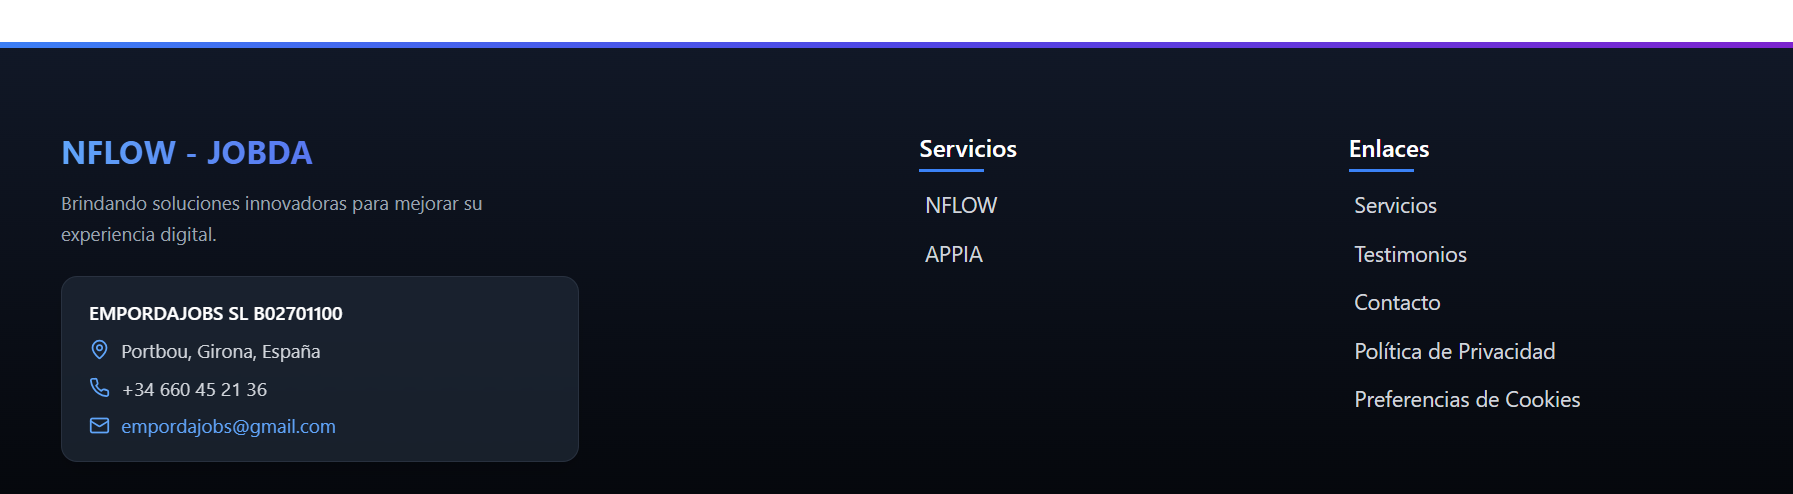 NFLOW - JOBDA
Brindando soluciones innovadoras para mejorar su
experiencia digital.
EMPORDAJOBS SL B02701100
Portbou, Girona, España
+34 660 45 21 36
empordajobs@gmail.com
Servicios
NFLOW
APPIA
Enlaces
Servicios
Testimonios
Contacto
Política de Privacidad
Preferencias de Cookies